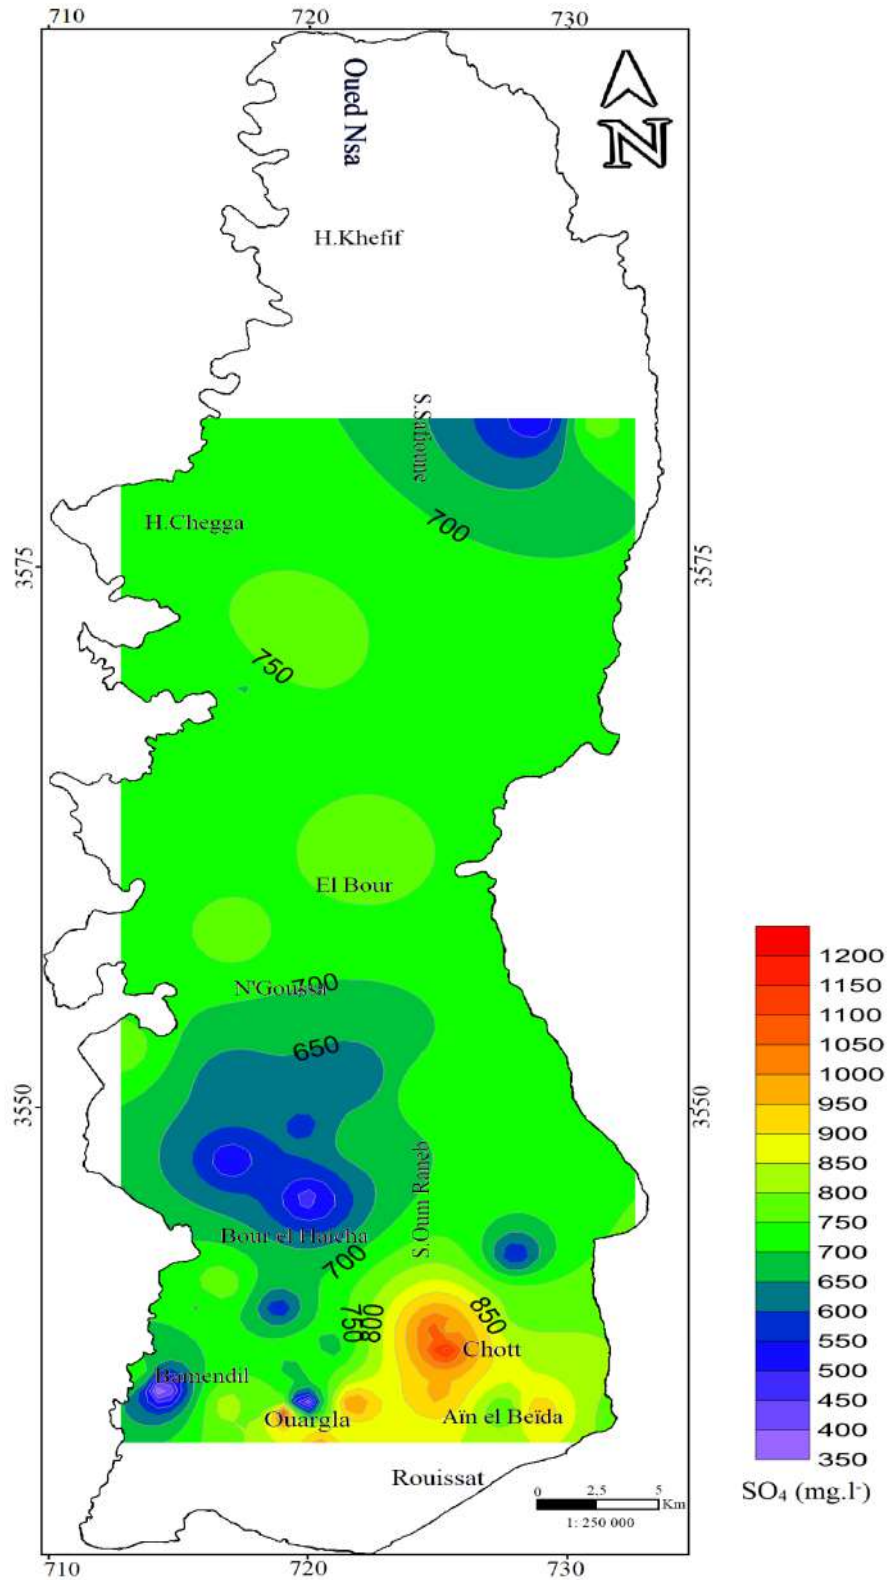 710 720 730
Oued Nsa
N
H.Khefif
S.Safioune
H.Chegga
700
3575 3575
750
El Bour
N'Goussa
700
650
3550 3550
S.Oum Raneb
Bour el Haicha
700
750
800
850
Chott
Bamendil
Ouargla
Aïn el Beïda
Rouissat
0 2,5 5
Km
1: 250 000
710 720 730
1200
1150
1100
1050
1000
950
900
850
800
750
700
650
600
550
500
450
400
350
SO₄ (mg.l⁻)